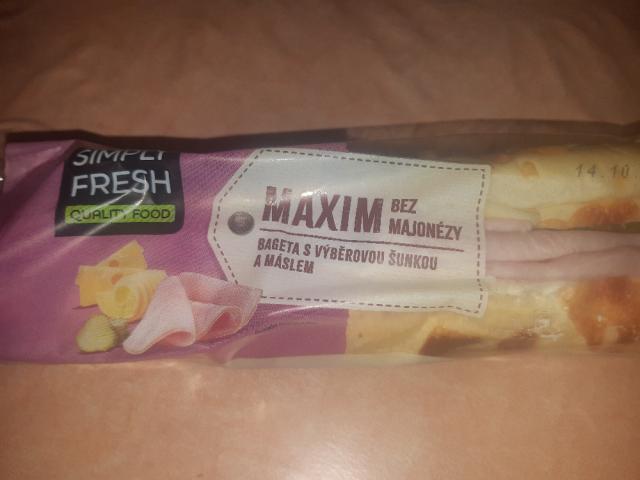 SIMPLY
FRESH
QUALITY FOOD
MAXIM BEZ
MAJONÉZY
BAGETA S VÝBĚROVOU ŠUNKOU
A MÁSLEM
14.10.